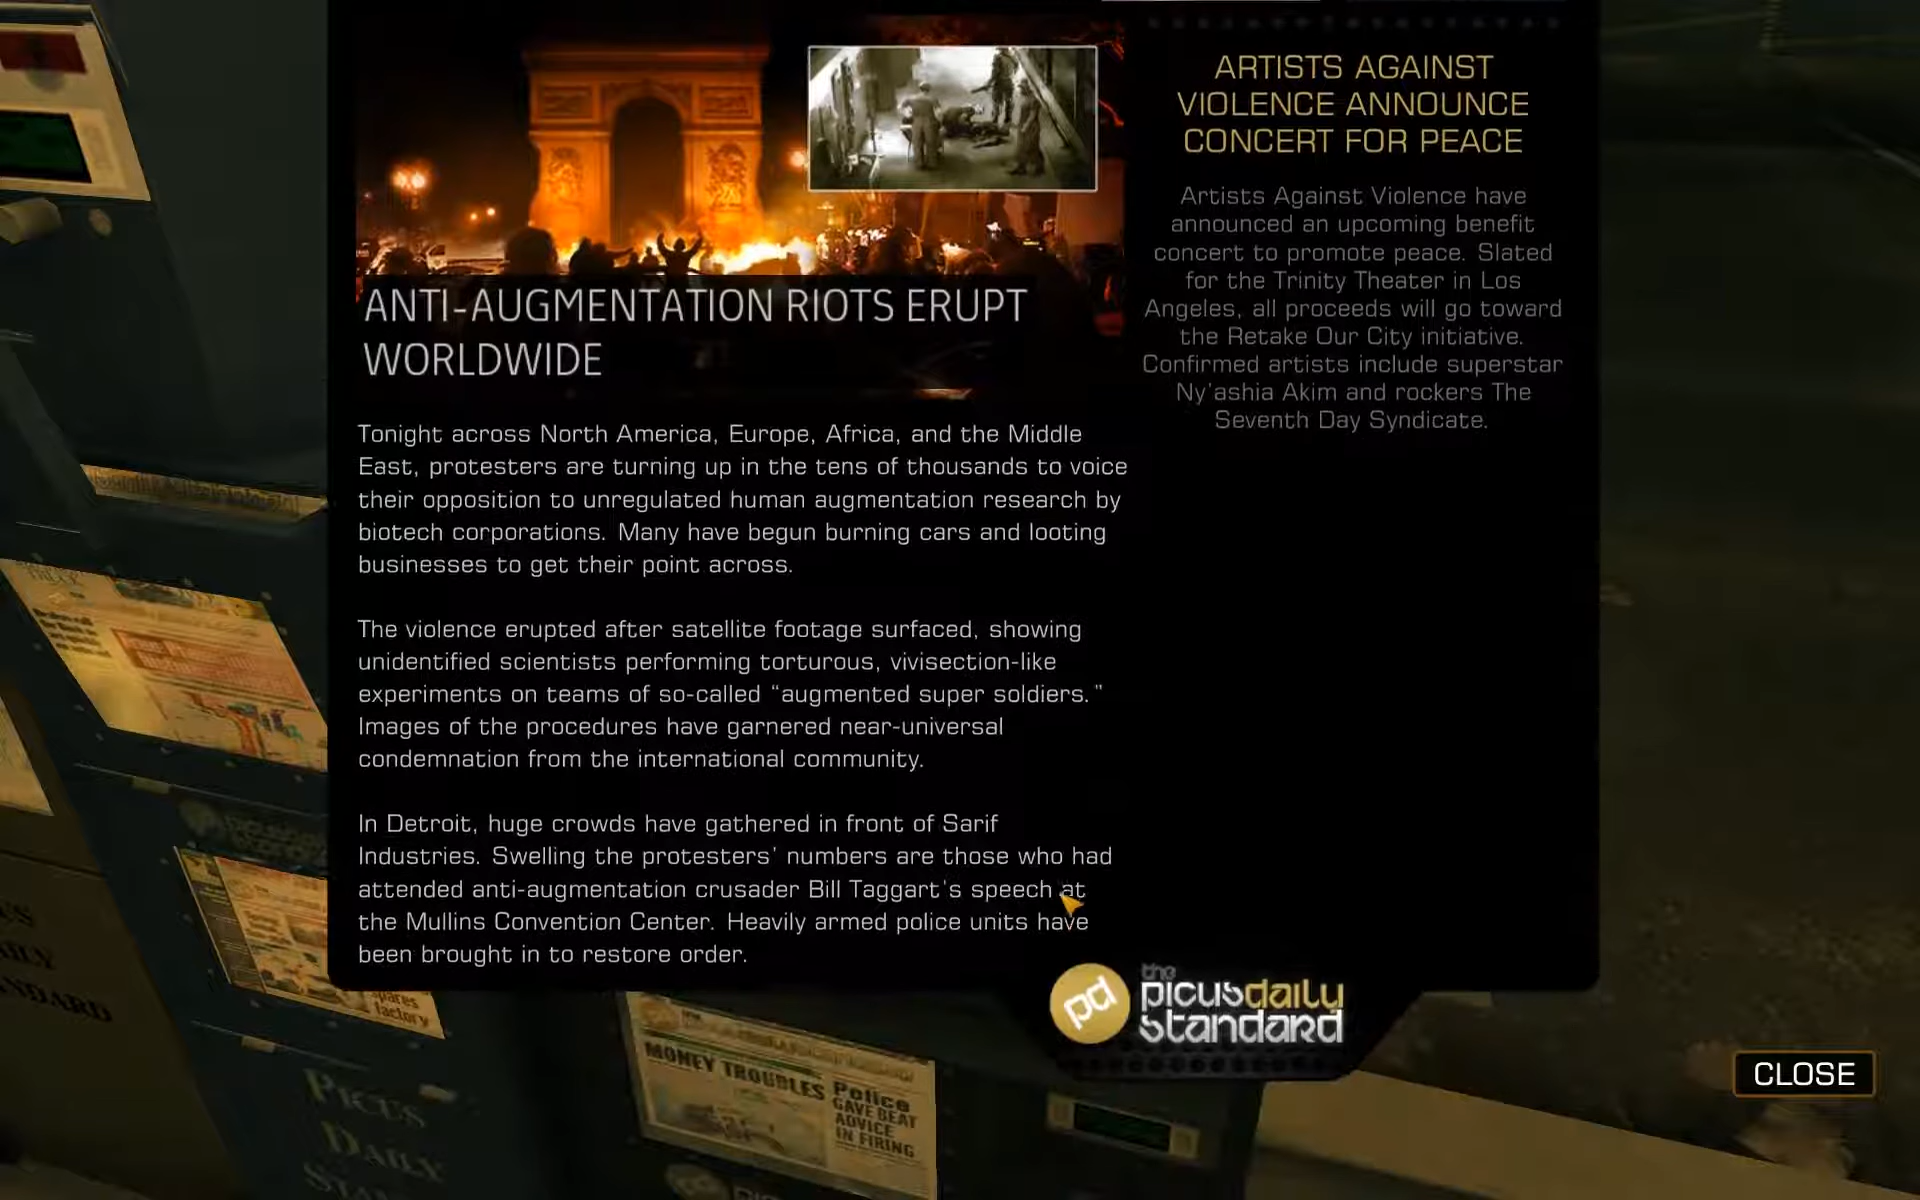 ANTI-AUGMENTATION RIOTS ERUPT
WORLDWIDE
Tonight across North America, Europe, Africa, and the Middle
East, protesters are turning up in the tens of thousands to voice
their opposition to unregulated human augmentation research by
biotech corporations. Many have begun burning cars and looting
businesses to get their point across.
The violence erupted after satellite footage surfaced, showing
unidentified scientists performing torturous, vivisection-like
experiments on teams of so-called “augmented super soldiers.”
Images of the procedures have garnered near-universal
condemnation from the international community.
In Detroit, huge crowds have gathered in front of Sarif
Industries. Swelling the protesters' numbers are those who had
attended anti-augmentation crusader Bill Taggart's speech at
the Mullins Convention Center. Heavily armed police units have
been brought in to restore order.
ARTISTS AGAINST
VIOLENCE ANNOUNCE
CONCERT FOR PEACE
Artists Against Violence have
announced an upcoming benefit
concert to promote peace. Slated
for the Trinity Theater in Los
Angeles, all proceeds will go toward
the Retake Our City initiative.
Confirmed artists include superstar
Ny'ashia Akim and rockers The
Seventh Day Syndicate.
pd
the
picusdaily
standard
CLOSE
spares
factory
MONEY TROUBLES
Police
GAVE BEAT
ADVICE
IN FIRING
PICUS
DAILY